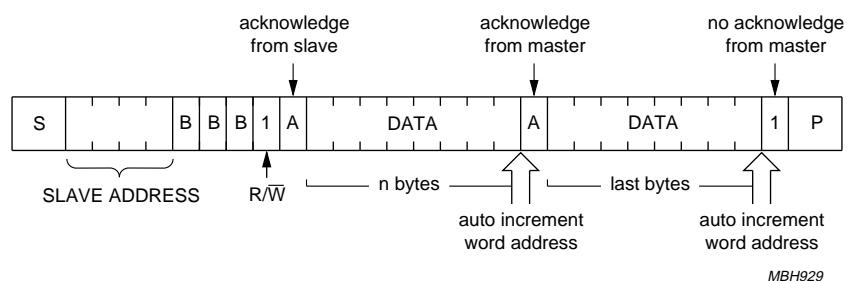 acknowledge
from slave
acknowledge
from master
no acknowledge
from master
S B B B 1 A DATA A DATA 1 P
SLAVE ADDRESS
R/W̅
n bytes
last bytes
auto increment
word address
auto increment
word address
MBH929